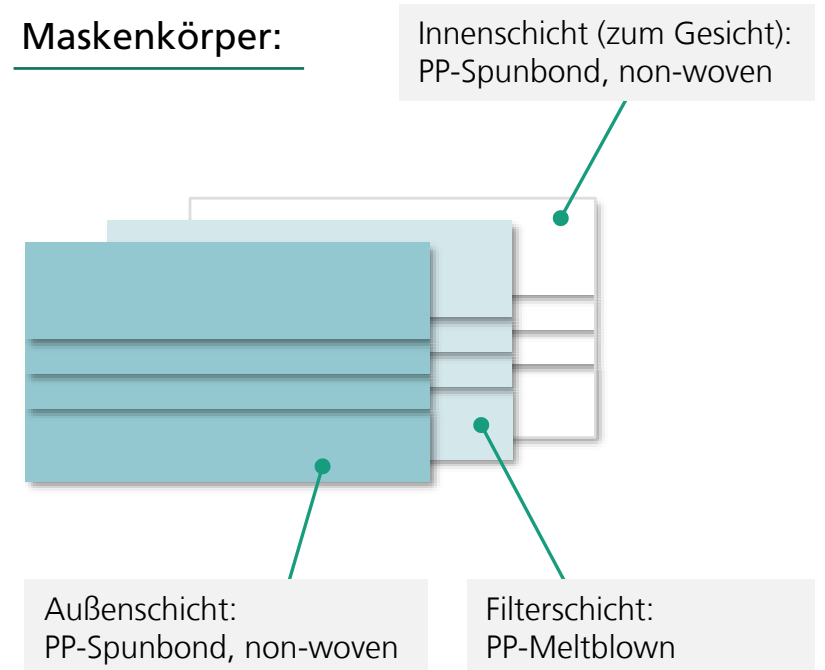 Maskenkörper:
Innenschicht (zum Gesicht):
PP-Spunbond, non-woven
Außenschicht:
PP-Spunbond, non-woven
Filterschicht:
PP-Meltblown